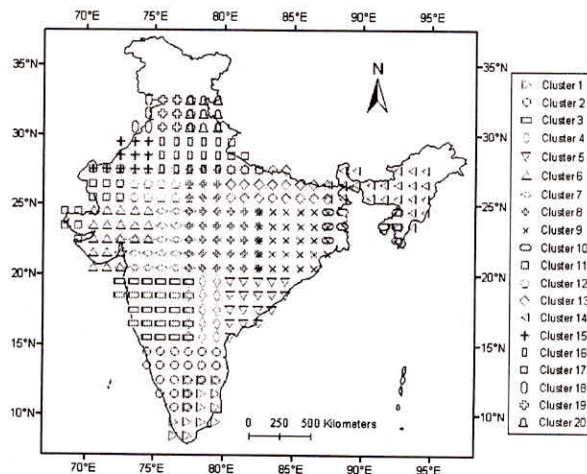 70°E 75°E 80°E 85°E 90°E 95°E
35°N 35°N
30°N 30°N
25°N 25°N
20°N 20°N
15°N 15°N
10°N 10°N
70°E 75°E 80°E 85°E 90°E 95°E
N
0 250 500 Kilometers
Cluster 1
Cluster 2
Cluster 3
Cluster 4
Cluster 5
Cluster 6
Cluster 7
Cluster 8
Cluster 9
Cluster 10
Cluster 11
Cluster 12
Cluster 13
Cluster 14
Cluster 15
Cluster 16
Cluster 17
Cluster 18
Cluster 19
Cluster 20